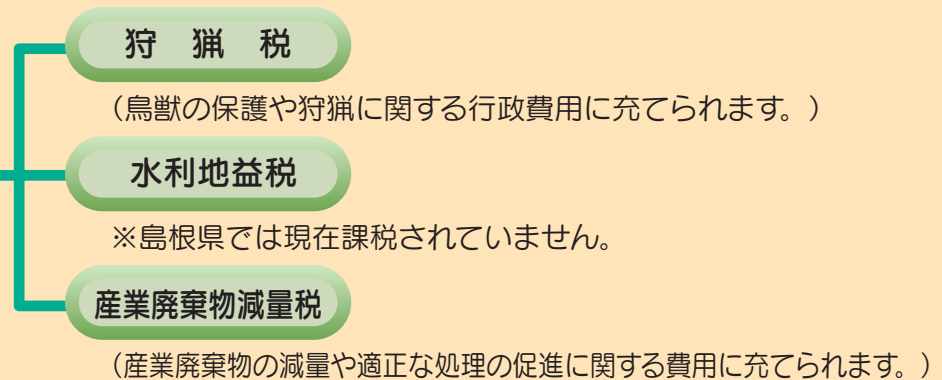 狩　猟　税
（鳥獣の保護や狩猟に関する行政費用に充てられます。）
水利地益税
※島根県では現在課税されていません。
産業廃棄物減量税
（産業廃棄物の減量や適正な処理の促進に関する費用に充てられます。）